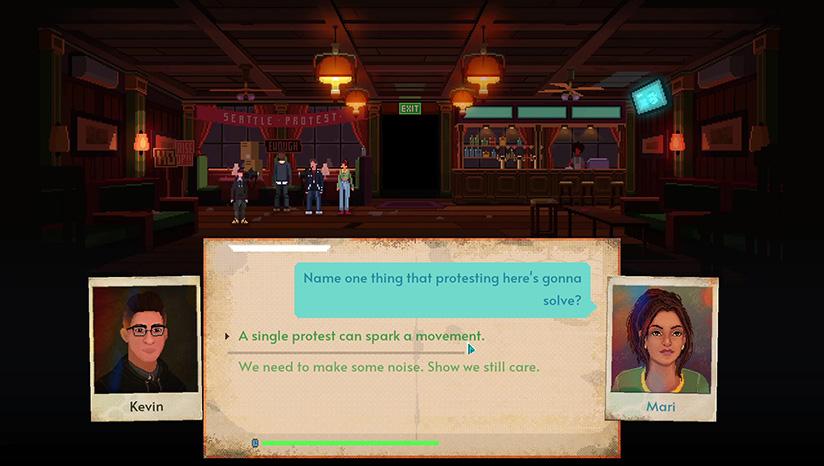 EXIT
SEATTLE · PROTEST
ENOUGH
Name one thing that protesting here's gonna
solve?
A single protest can spark a movement.
We need to make some noise. Show we still care.
Kevin
Mari